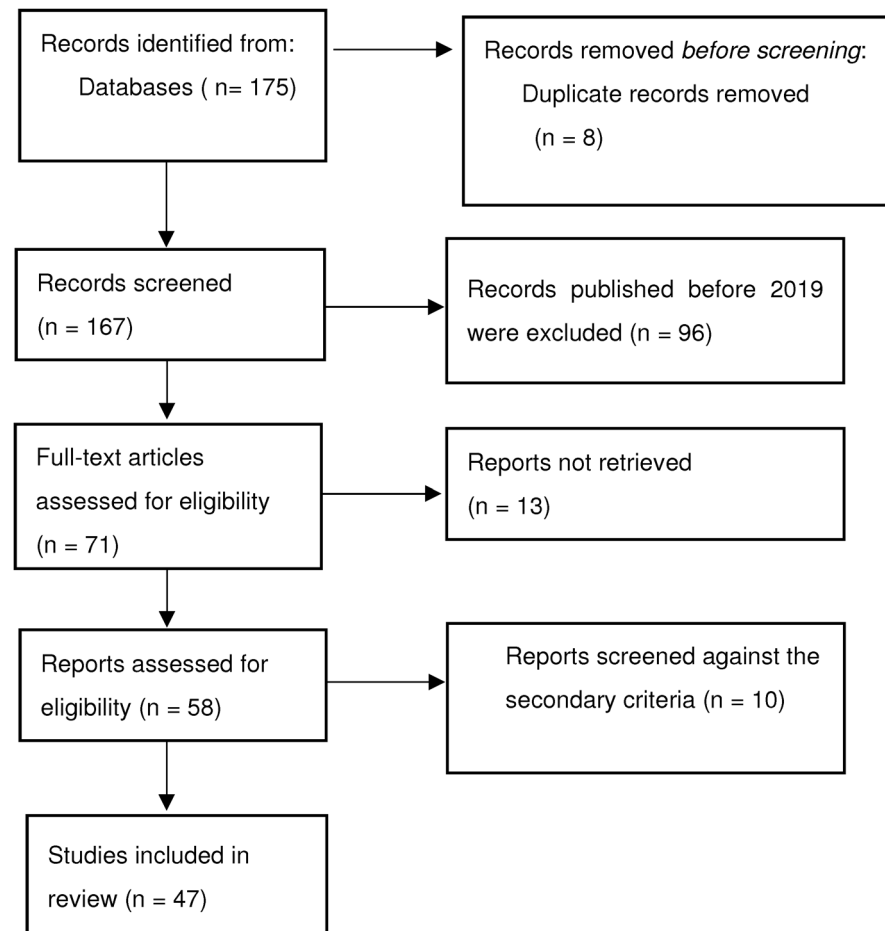 Records identified from:
Databases ( n= 175)
Records removed before screening:
Duplicate records removed
(n = 8)
Records screened
(n = 167)
Records published before 2019
were excluded (n = 96)
Full-text articles
assessed for eligibility
(n = 71)
Reports not retrieved
(n = 13)
Reports assessed for
eligibility (n = 58)
Reports screened against the
secondary criteria (n = 10)
Studies included in
review (n = 47)